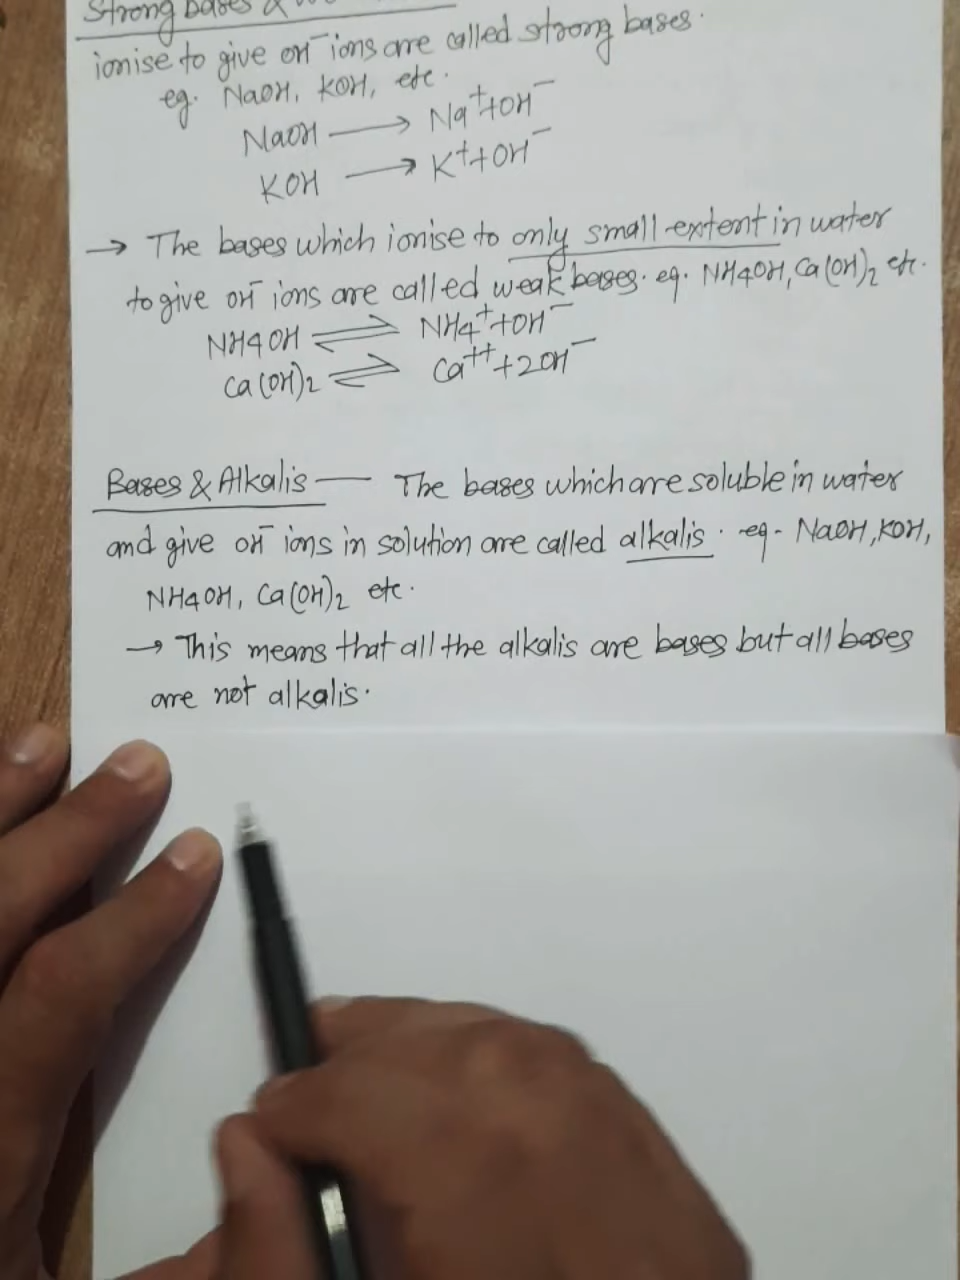 Strong Bases &
ionise to give OH⁻ ions are called strong bases.
eg. NaOH, KOH, etc.
NaOH ⟶ Na⁺+OH⁻
KOH ⟶ K⁺+OH⁻
→ The bases which ionise to only small extent in water
to give OH⁻ ions are called weak bases. eg. NH4OH, Ca(OH)₂ etc.
NH4OH ⇌ NH4⁺+OH⁻
Ca(OH)₂ ⇌ Ca⁺⁺+2OH⁻
Bases & Alkalis — The bases which are soluble in water
and give OH⁻ ions in solution are called alkalis. eg- NaOH, KOH,
NH4OH, Ca(OH)₂ etc.
→ This means that all the alkalis are bases but all bases
are not alkalis.